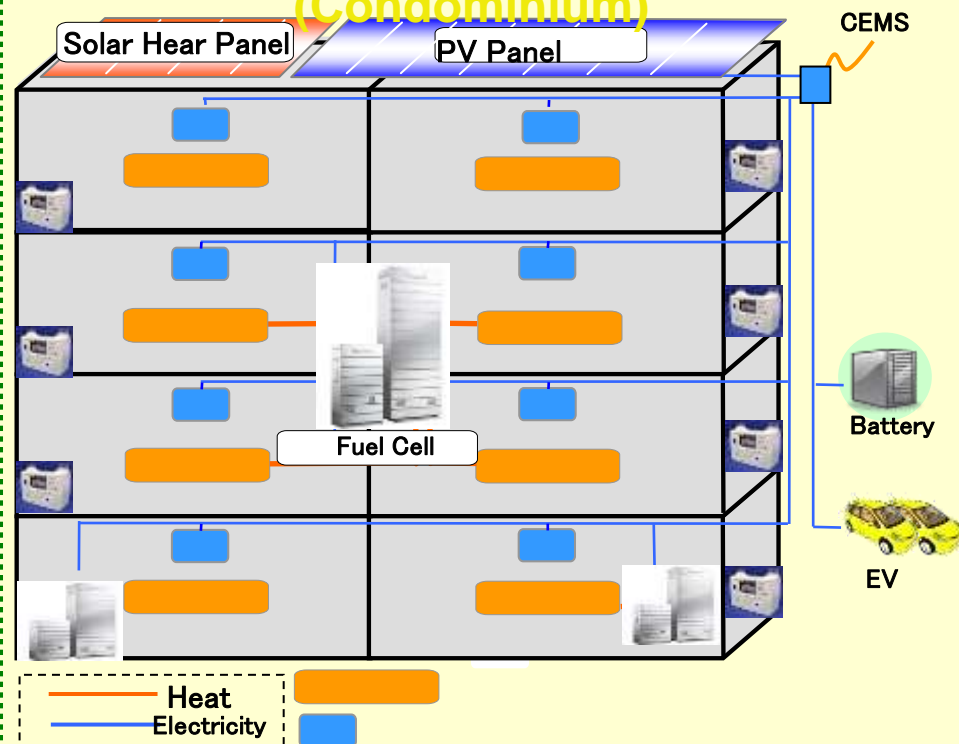 (Condominium)
CEMS
Solar Hear Panel
PV Panel
Fuel Cell
Battery
EV
Heat
Electricity